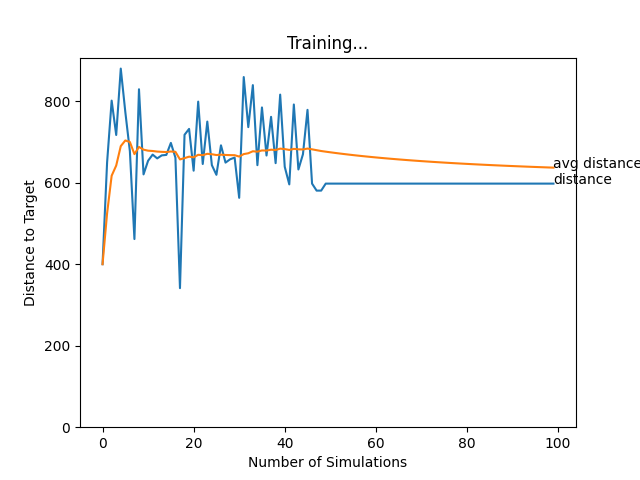 Training...
Distance to Target
800
600
400
200
0
avg distance
distance
0 20 40 60 80 100
Number of Simulations